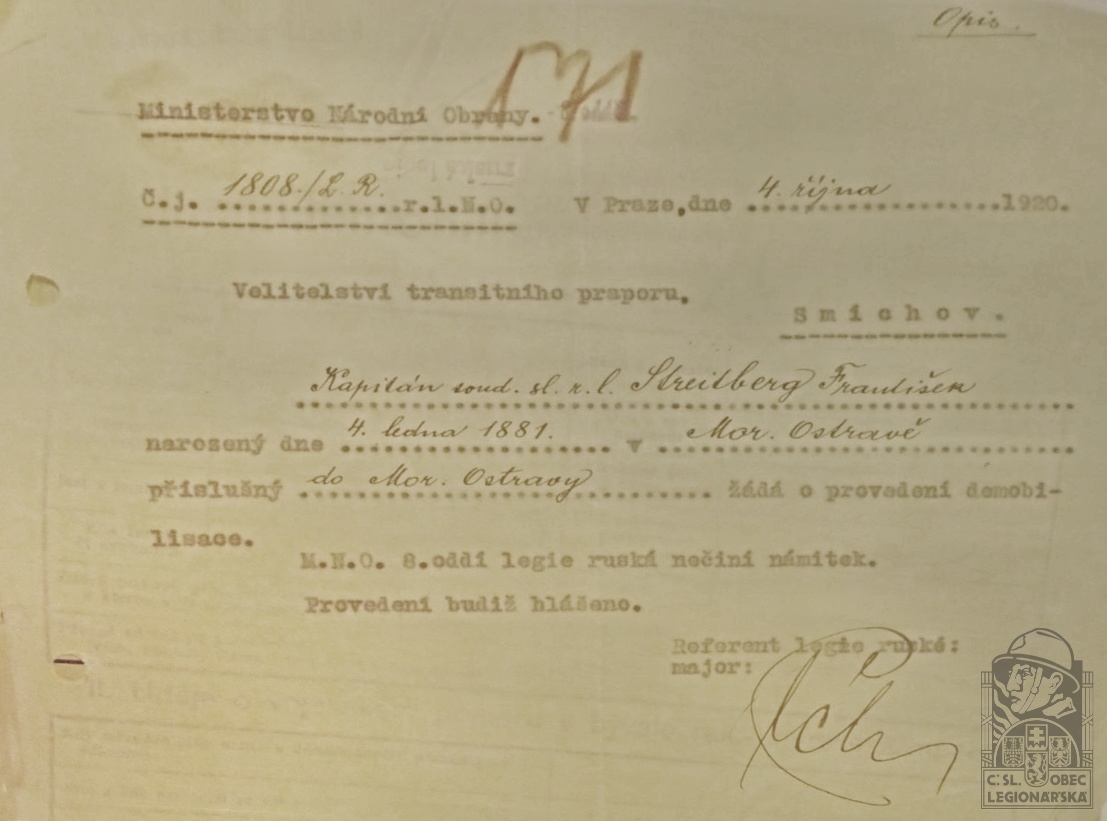 Opis.
171
Ministerstvo Národní Obrany.
Č.j. 1808./L.R. r.l.N.O. V Praze, dne 4. října 1920.
Velitelství transitního praporu,
Smíchov.
Kapitán soud. sl. r. l. Streitberg František
narozený dne 4. ledna 1881. v Mor. Ostravě
příslušný do Mor. Ostravy žádá o provedení demobi-
lisace.
M.N.O. 8.oddí legie ruská nečiní námitek.
Provedení budiž hlášeno.
Referent legie ruské:
major:
Č.SL. OBEC
LEGIONÁŘSKÁ